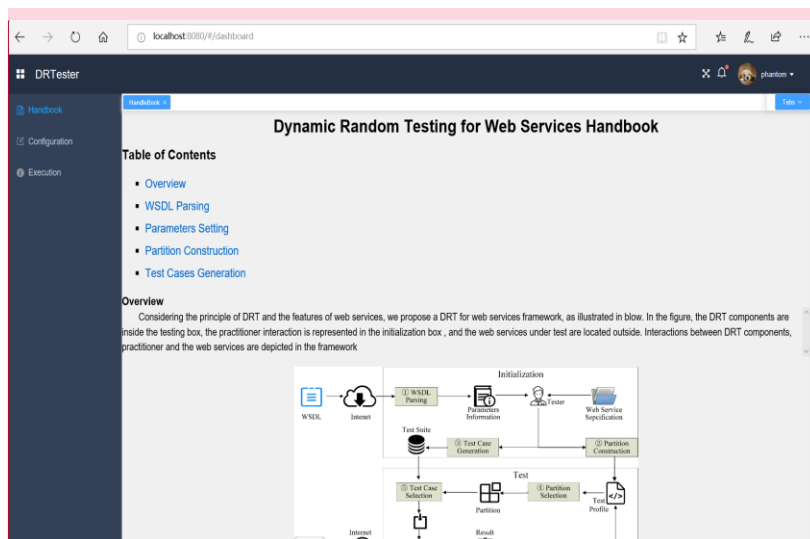 localhost:8080/#/dashboard
DRTester
phantom
Handbook
HandleBook ×
Tabs
Configuration
Execution
Dynamic Random Testing for Web Services Handbook
Table of Contents
Overview
WSDL Parsing
Parameters Setting
Partition Construction
Test Cases Generation
Overview
Considering the principle of DRT and the features of web services, we propose a DRT for web services framework, as illustrated in blow. In the figure, the DRT components are
inside the testing box, the practitioner interaction is represented in the initialization box , and the web services under test are located outside. Interactions between DRT components,
practitioner and the web services are depicted in the framework
Initialization
① WSDL
Parsing
WSDL
Intenet
Parameters
Information
Tester
Web Service
Sepcification
Test Suite
③ Test Case
Generation
② Partition
Construction
Test
⑤ Test Case
Selection
Partition
④ Partition
Selection
Test
Profile
Internet
Result